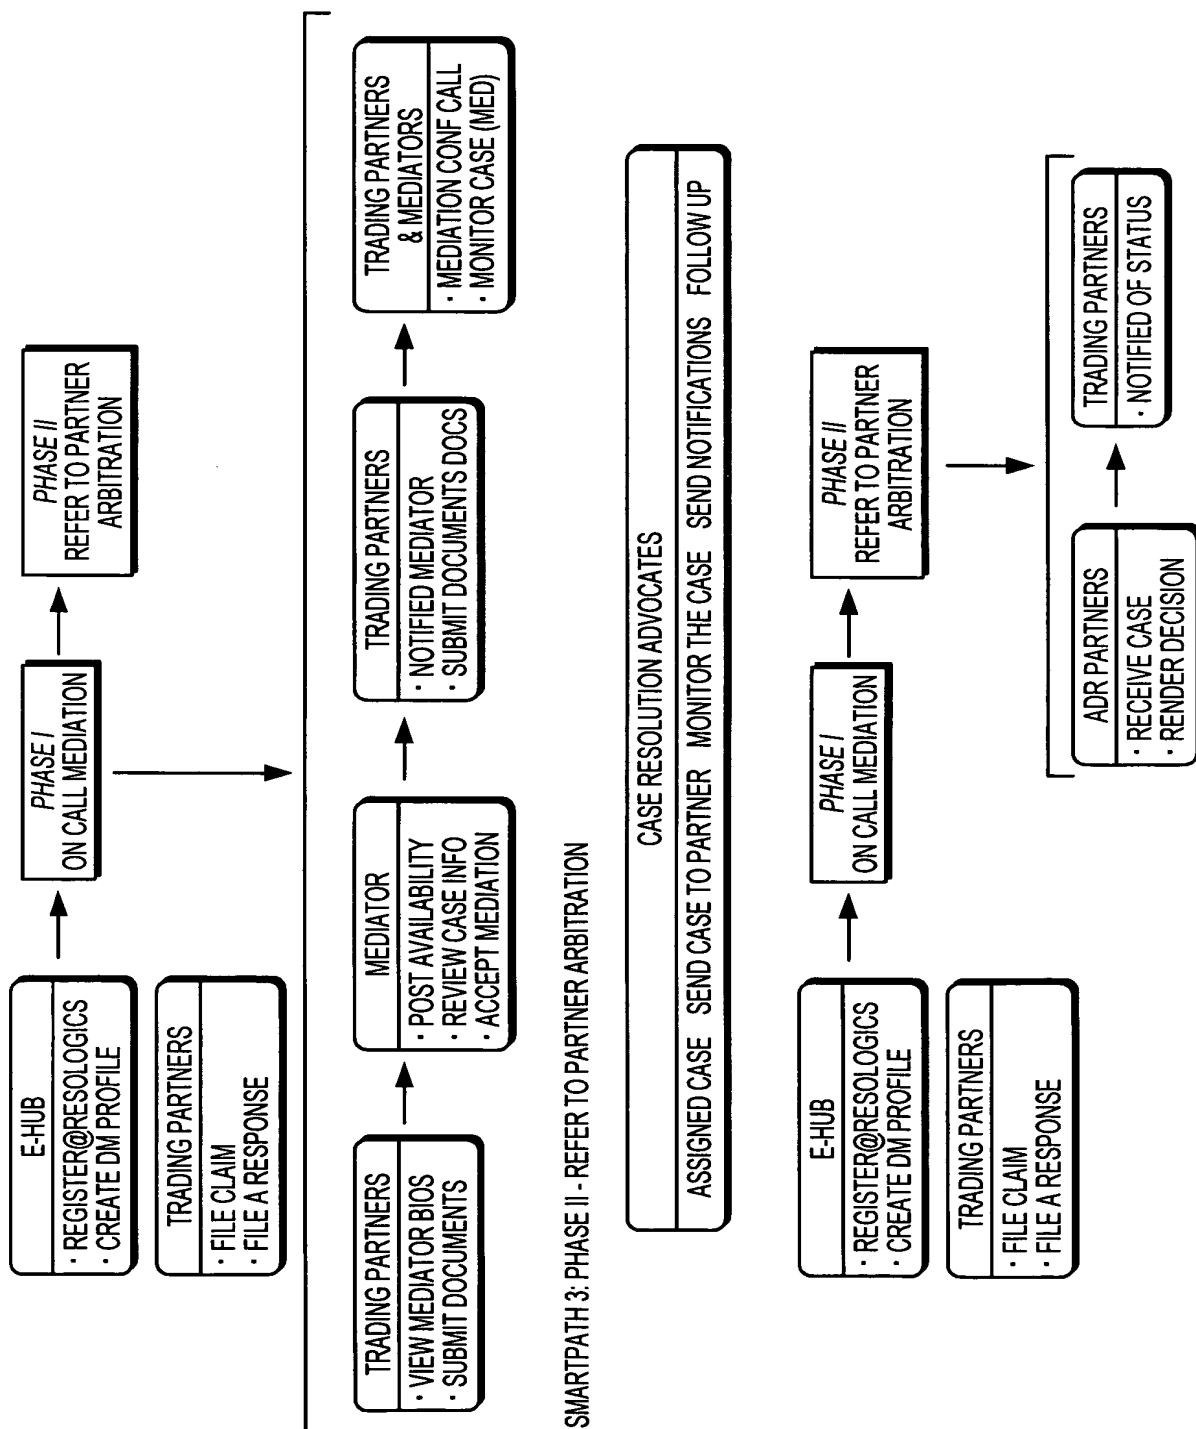 E-HUB
· REGISTER@RESOLOGICS
· CREATE DM PROFILE
TRADING PARTNERS
· FILE CLAIM
· FILE A RESPONSE
PHASE I
ON CALL MEDIATION
PHASE II
REFER TO PARTNER
ARBITRATION
TRADING PARTNERS
· VIEW MEDIATOR BIOS
· SUBMIT DOCUMENTS
MEDIATOR
· POST AVAILABILITY
· REVIEW CASE INFO
· ACCEPT MEDIATION
TRADING PARTNERS
· NOTIFIED MEDIATOR
· SUBMIT DOCUMENTS DOCS
TRADING PARTNERS
& MEDIATORS
· MEDIATION CONF CALL
· MONITOR CASE (MED)
SMARTPATH 3: PHASE II - REFER TO PARTNER ARBITRATION
CASE RESOLUTION ADVOCATES
ASSIGNED CASE SEND CASE TO PARTNER MONITOR THE CASE SEND NOTIFICATIONS FOLLOW UP
E-HUB
· REGISTER@RESOLOGICS
· CREATE DM PROFILE
TRADING PARTNERS
· FILE CLAIM
· FILE A RESPONSE
PHASE I
ON CALL MEDIATION
PHASE II
REFER TO PARTNER
ARBITRATION
ADR PARTNERS
· RECEIVE CASE
· RENDER DECISION
TRADING PARTNERS
· NOTIFIED OF STATUS